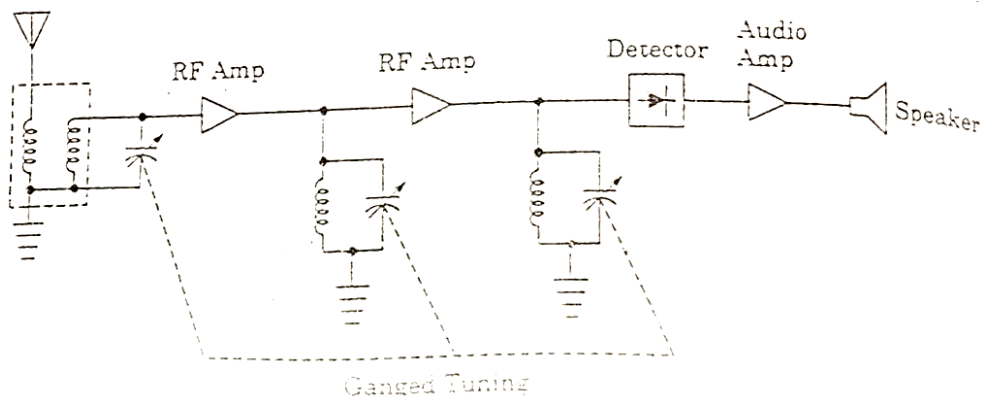 RF Amp
RF Amp
Detector
Audio
Amp
Speaker
Ganged Tuning